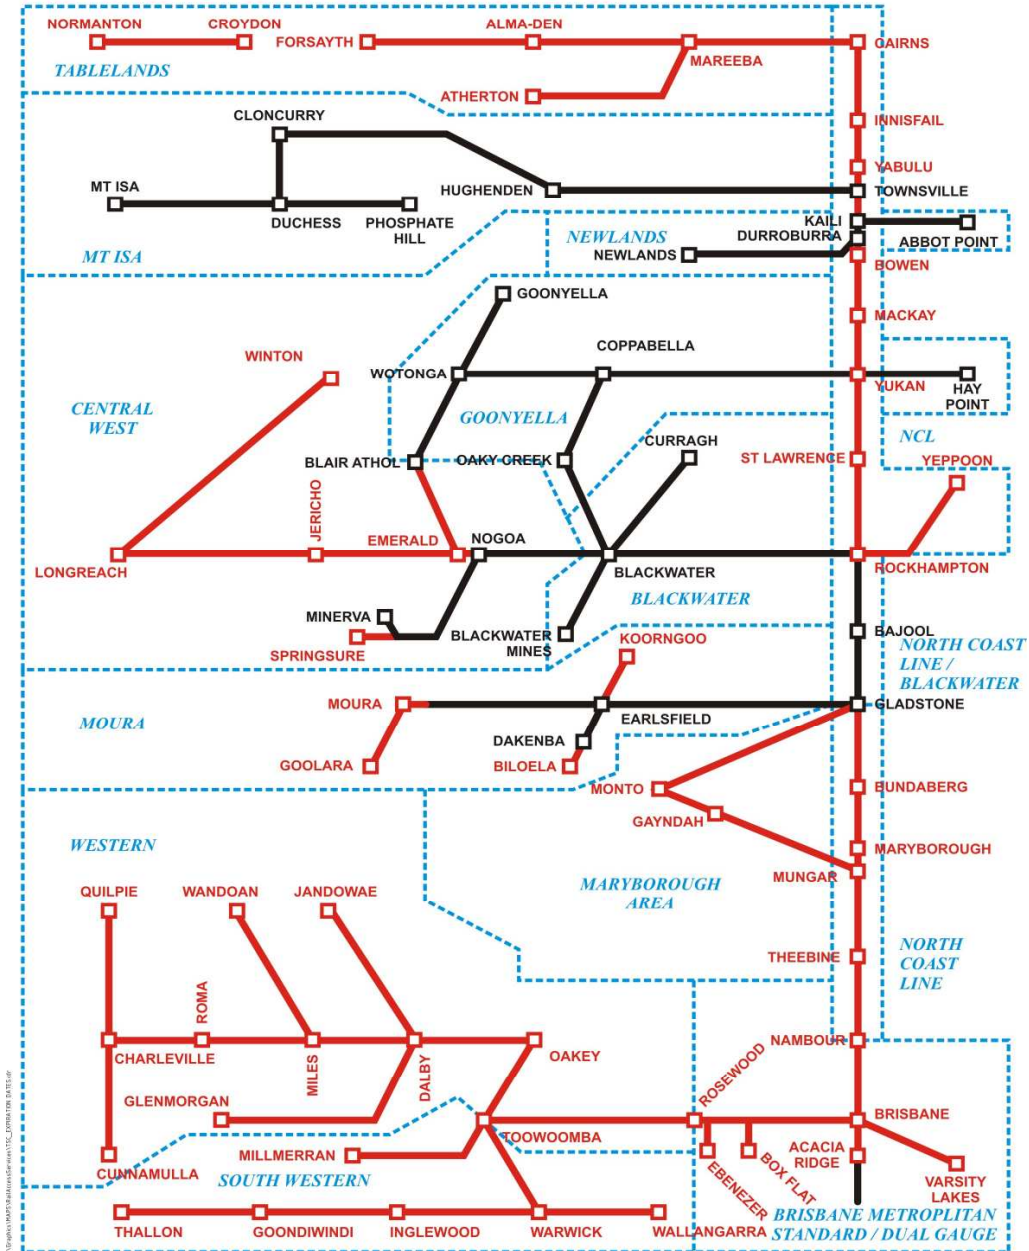 NORMANTON
CROYDON
FORSAYTH
ALMA-DEN
CAIRNS
MAREEBA
TABLELANDS
ATHERTON
CLONCURRY
INNISFAIL
YABULU
MT ISA
HUGHENDEN
TOWNSVILLE
DUCHESS
PHOSPHATE
HILL
KAILI
DURROBURRA
ABBOT POINT
NEWLANDS
NEWLANDS
MT ISA
BOWEN
GOONYELLA
MACKAY
COPPABELLA
WINTON
WOTONGA
YUKAN
HAY
POINT
CENTRAL
WEST
GOONYELLA
CURRAGH
NCL
BLAIR ATHOL
OAKY CREEK
ST LAWRENCE
YEPPOON
JERICHO
EMERALD
NOGOA
LONGREACH
BLACKWATER
ROCKHAMPTON
BLACKWATER
MINERVA
SPRINGSURE
BLACKWATER
MINES
KOORNGOO
BAJOOL
NORTH COAST
LINE /
BLACKWATER
MOURA
MOURA
EARLSFIELD
GLADSTONE
DAKENBA
GOOLARA
BILOELA
MONTO
BUNDABERG
GAYNDAH
WESTERN
MARYBOROUGH
MUNGAR
QUILPIE
WANDOAN
JANDOWAE
MARYBOROUGH
AREA
THEEBINE
NORTH
COAST
LINE
ROMA
CHARLEVILLE
MILES
DALBY
OAKEY
NAMBOUR
ROSEWOOD
GLENMORGAN
BRISBANE
TOOWOOMBA
CUNNAMULLA
MILLMERRAN
SOUTH WESTERN
EBENEZER
BOX FLAT
ACACIA
RIDGE
VARSITY
LAKES
THALLON
GOONDIWINDI
INGLEWOOD
WARWICK
WALLANGARRA
BRISBANE METROPLITAN
STANDARD / DUAL GAUGE